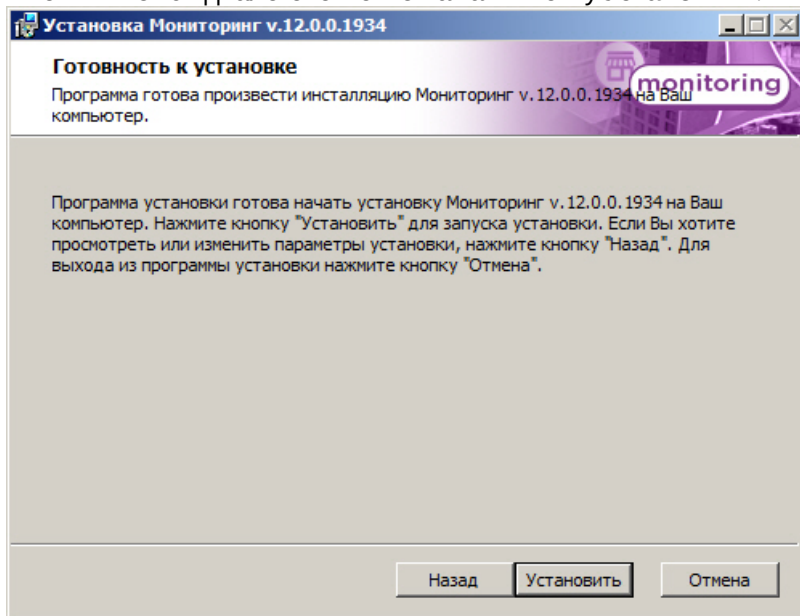 Установка Мониторинг v.12.0.0.1934
Готовность к установке
Программа готова произвести инсталляцию Мониторинг v.12.0.0.1934 на Ваш
компьютер.
monitoring
Программа установки готова начать установку Мониторинг v.12.0.0.1934 на Ваш
компьютер. Нажмите кнопку "Установить" для запуска установки. Если Вы хотите
просмотреть или изменить параметры установки, нажмите кнопку "Назад". Для
выхода из программы установки нажмите кнопку "Отмена".
Назад
Установить
Отмена